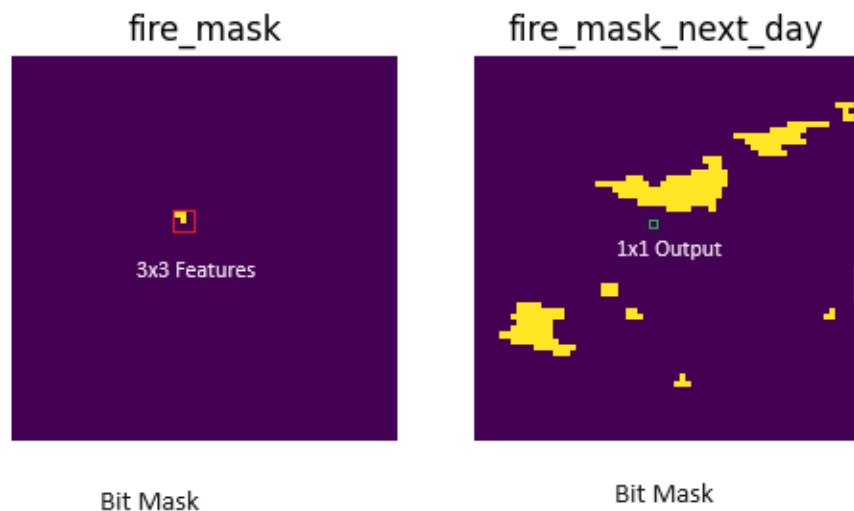 fire_mask
fire_mask_next_day
3x3 Features
1x1 Output
Bit Mask
Bit Mask